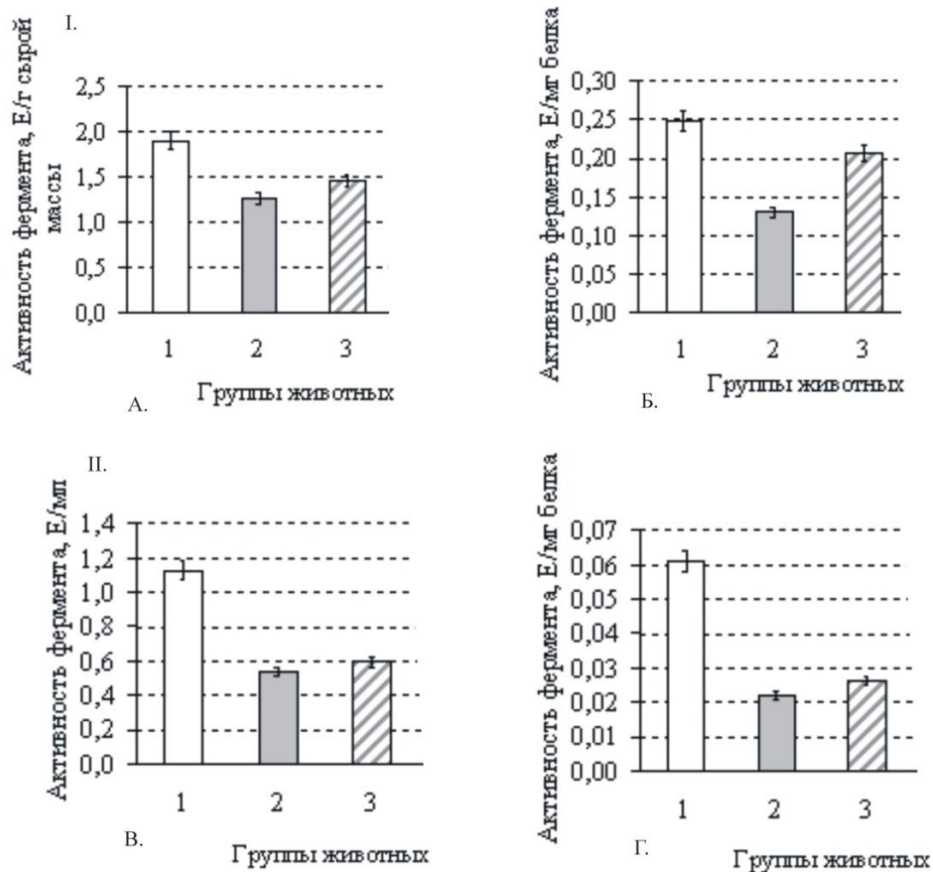 I.
Активность фермента, Е/г сырой
массы
2,5
2,0
1,5
1,0
0,5
0,0
1 2 3
Группы животных
А.
Активность фермента, Е/мг белка
0,30
0,25
0,20
0,15
0,10
0,05
0,00
1 2 3
Группы животных
Б.
II.
Активность фермента, Е/мл
1,4
1,2
1,0
0,8
0,6
0,4
0,2
0,0
1 2 3
Группы животных
В.
Активность фермента, Е/мг белка
0,07
0,06
0,05
0,04
0,03
0,02
0,01
0,00
1 2 3
Группы животных
Г.